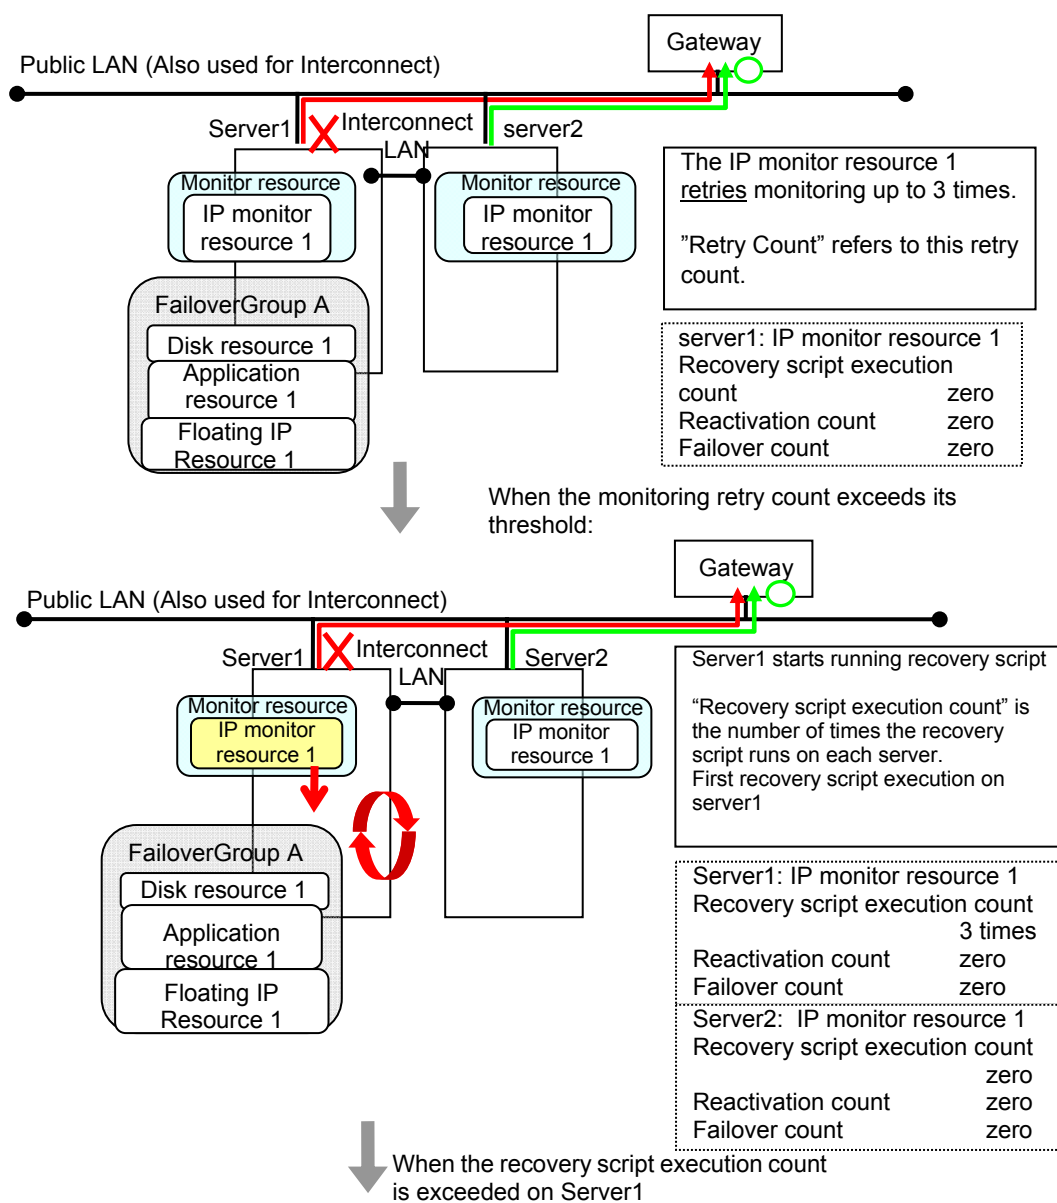 Gateway
Public LAN (Also used for Interconnect)
Server1
Interconnect
LAN
server2
Monitor resource
IP monitor
resource 1
Monitor resource
IP monitor
resource 1
The IP monitor resource 1
retries monitoring up to 3 times.
”Retry Count” refers to this retry
count.
FailoverGroup A
Disk resource 1
Application
resource 1
Floating IP
Resource 1
server1: IP monitor resource 1
Recovery script execution
count zero
Reactivation count zero
Failover count zero
When the monitoring retry count exceeds its
threshold:
Gateway
Public LAN (Also used for Interconnect)
Server1
Interconnect
LAN
Server2
Monitor resource
IP monitor
resource 1
Monitor resource
IP monitor
resource 1
Server1 starts running recovery script
“Recovery script execution count” is
the number of times the recovery
script runs on each server.
First recovery script execution on
server1
FailoverGroup A
Disk resource 1
Application
resource 1
Floating IP
Resource 1
Server1: IP monitor resource 1
Recovery script execution count
3 times
Reactivation count zero
Failover count zero
Server2: IP monitor resource 1
Recovery script execution count
zero
Reactivation count zero
Failover count zero
When the recovery script execution count
is exceeded on Server1